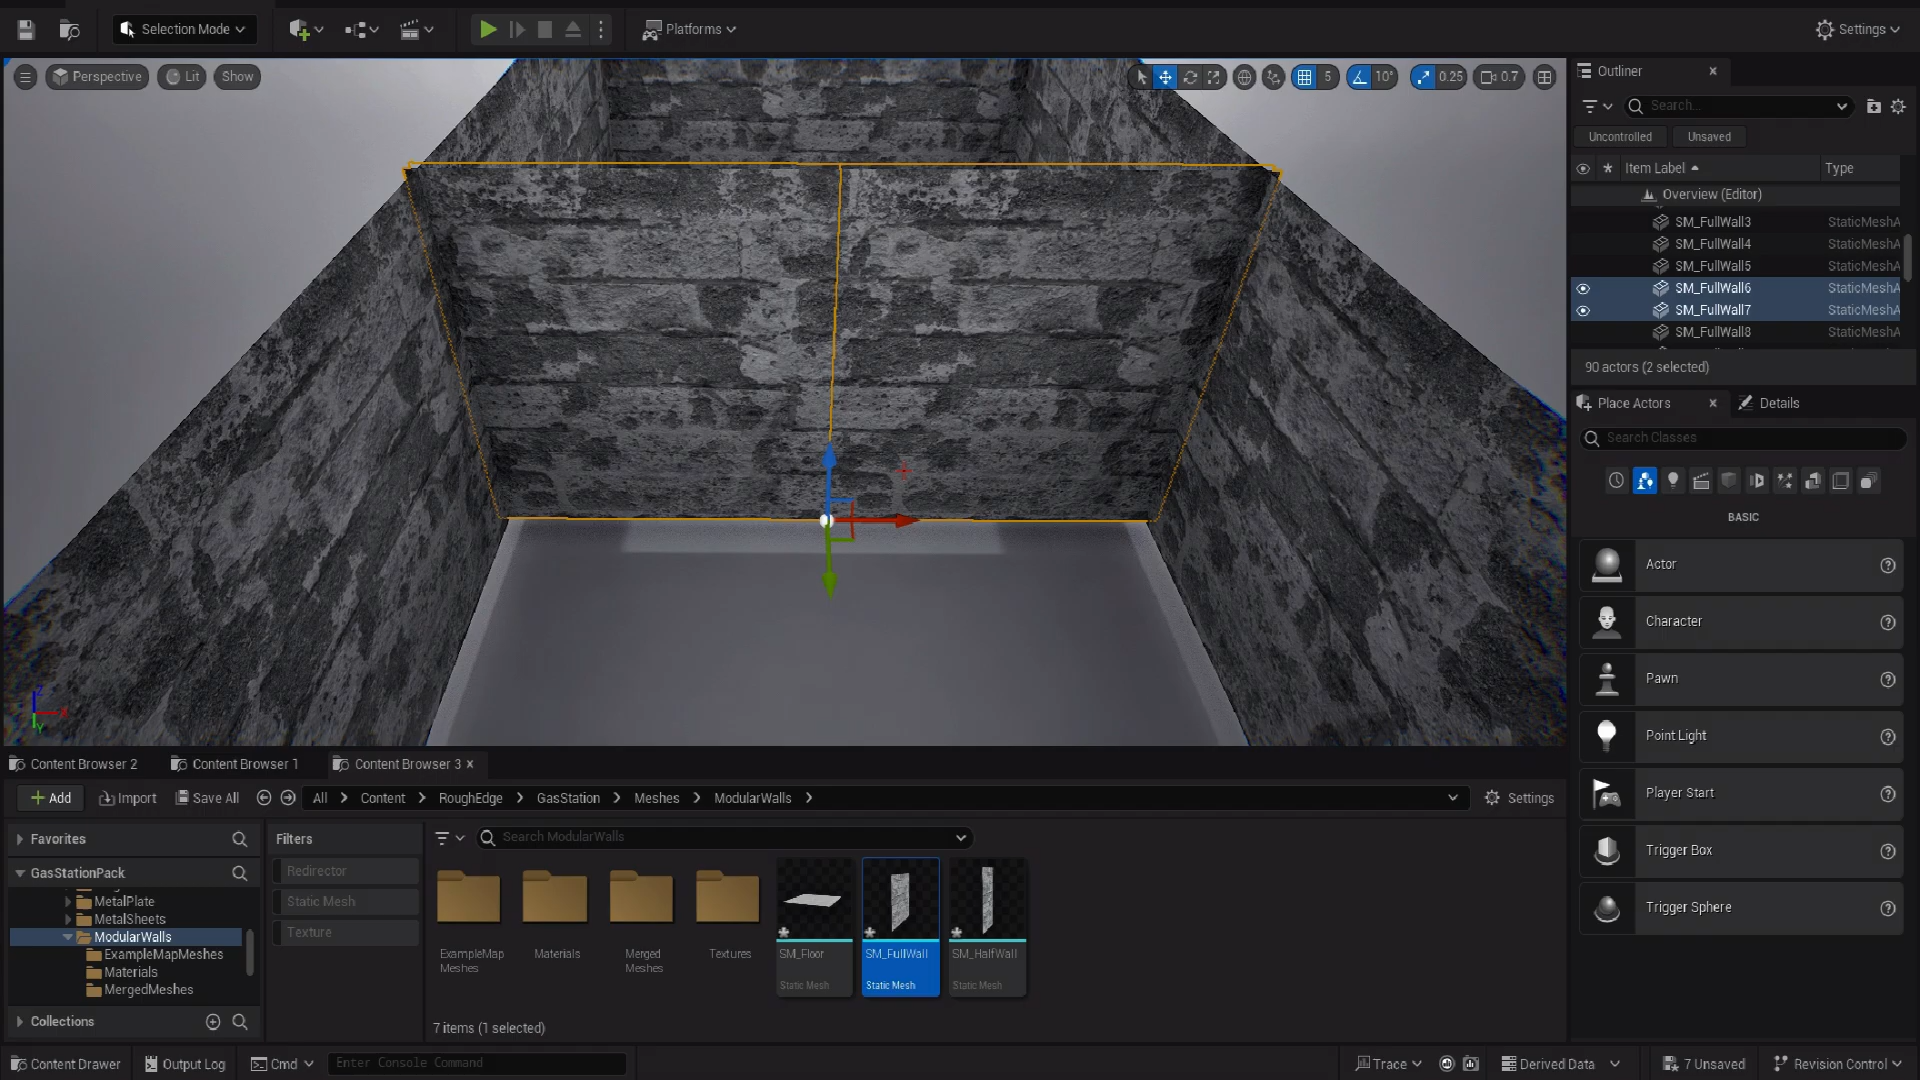 Selection Mode
Platforms
Settings
Perspective
Lit
Show
5
10°
0.25
0.7
Outliner
Search...
Uncontrolled
Unsaved
Item Label
Type
Overview (Editor)
SM_FullWall3
StaticMeshA
SM_FullWall4
StaticMeshA
SM_FullWall5
StaticMeshA
SM_FullWall6
StaticMeshA
SM_FullWall7
StaticMeshA
SM_FullWall8
StaticMeshA
90 actors (2 selected)
Place Actors
Details
Search Classes
BASIC
Actor
Character
Pawn
Point Light
Player Start
Trigger Box
Trigger Sphere
Z
X
Y
Content Browser 2
Content Browser 1
Content Browser 3
Add
Import
Save All
All
Content
RoughEdge
GasStation
Meshes
ModularWalls
Settings
Favorites
GasStationPack
MetalPlate
MetalSheets
ModularWalls
ExampleMapMeshes
Materials
MergedMeshes
Collections
Filters
Redirector
Static Mesh
Texture
Search ModularWalls
ExampleMap
Meshes
Materials
Merged
Meshes
Textures
SM_Floor
Static Mesh
SM_FullWall
Static Mesh
SM_HalfWall
Static Mesh
7 items (1 selected)
Content Drawer
Output Log
Cmd
Enter Console Command
Trace
Derived Data
7 Unsaved
Revision Control